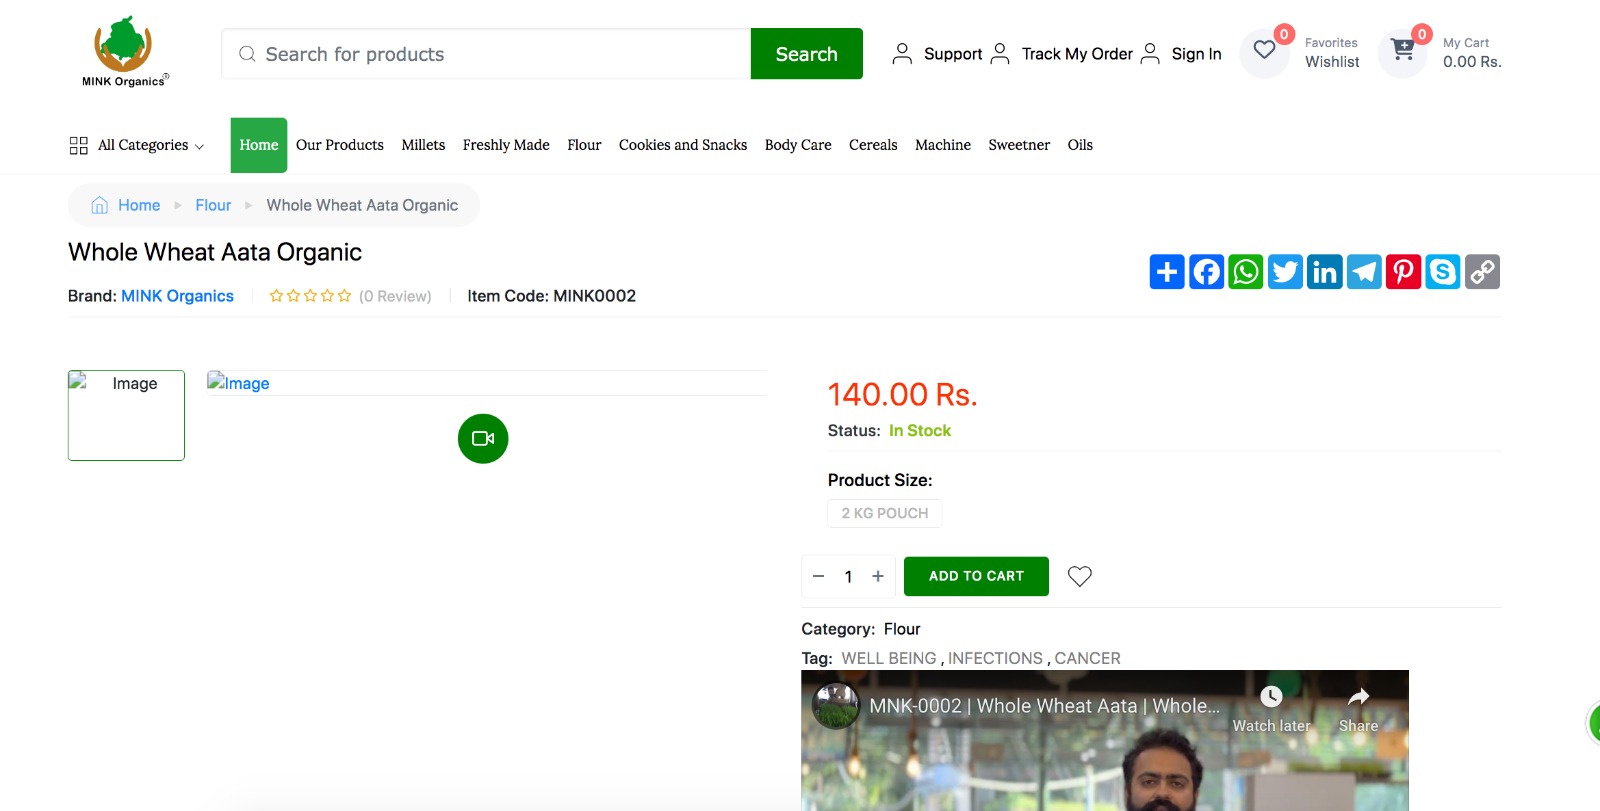 MINK Organics®
Search for products
Search
Support
Track My Order
Sign In
0
Favorites
Wishlist
0
My Cart
0.00 Rs.
All Categories
Home
Our Products
Millets
Freshly Made
Flour
Cookies and Snacks
Body Care
Cereals
Machine
Sweetner
Oils
Home
Flour
Whole Wheat Aata Organic
Whole Wheat Aata Organic
Brand: MINK Organics
(0 Review)
Item Code: MINK0002
Image
Image
140.00 Rs.
Status: In Stock
Product Size:
2 KG POUCH
1
ADD TO CART
Category: Flour
Tag: WELL BEING , INFECTIONS , CANCER
MNK-0002 | Whole Wheat Aata | Whole...
Watch later
Share